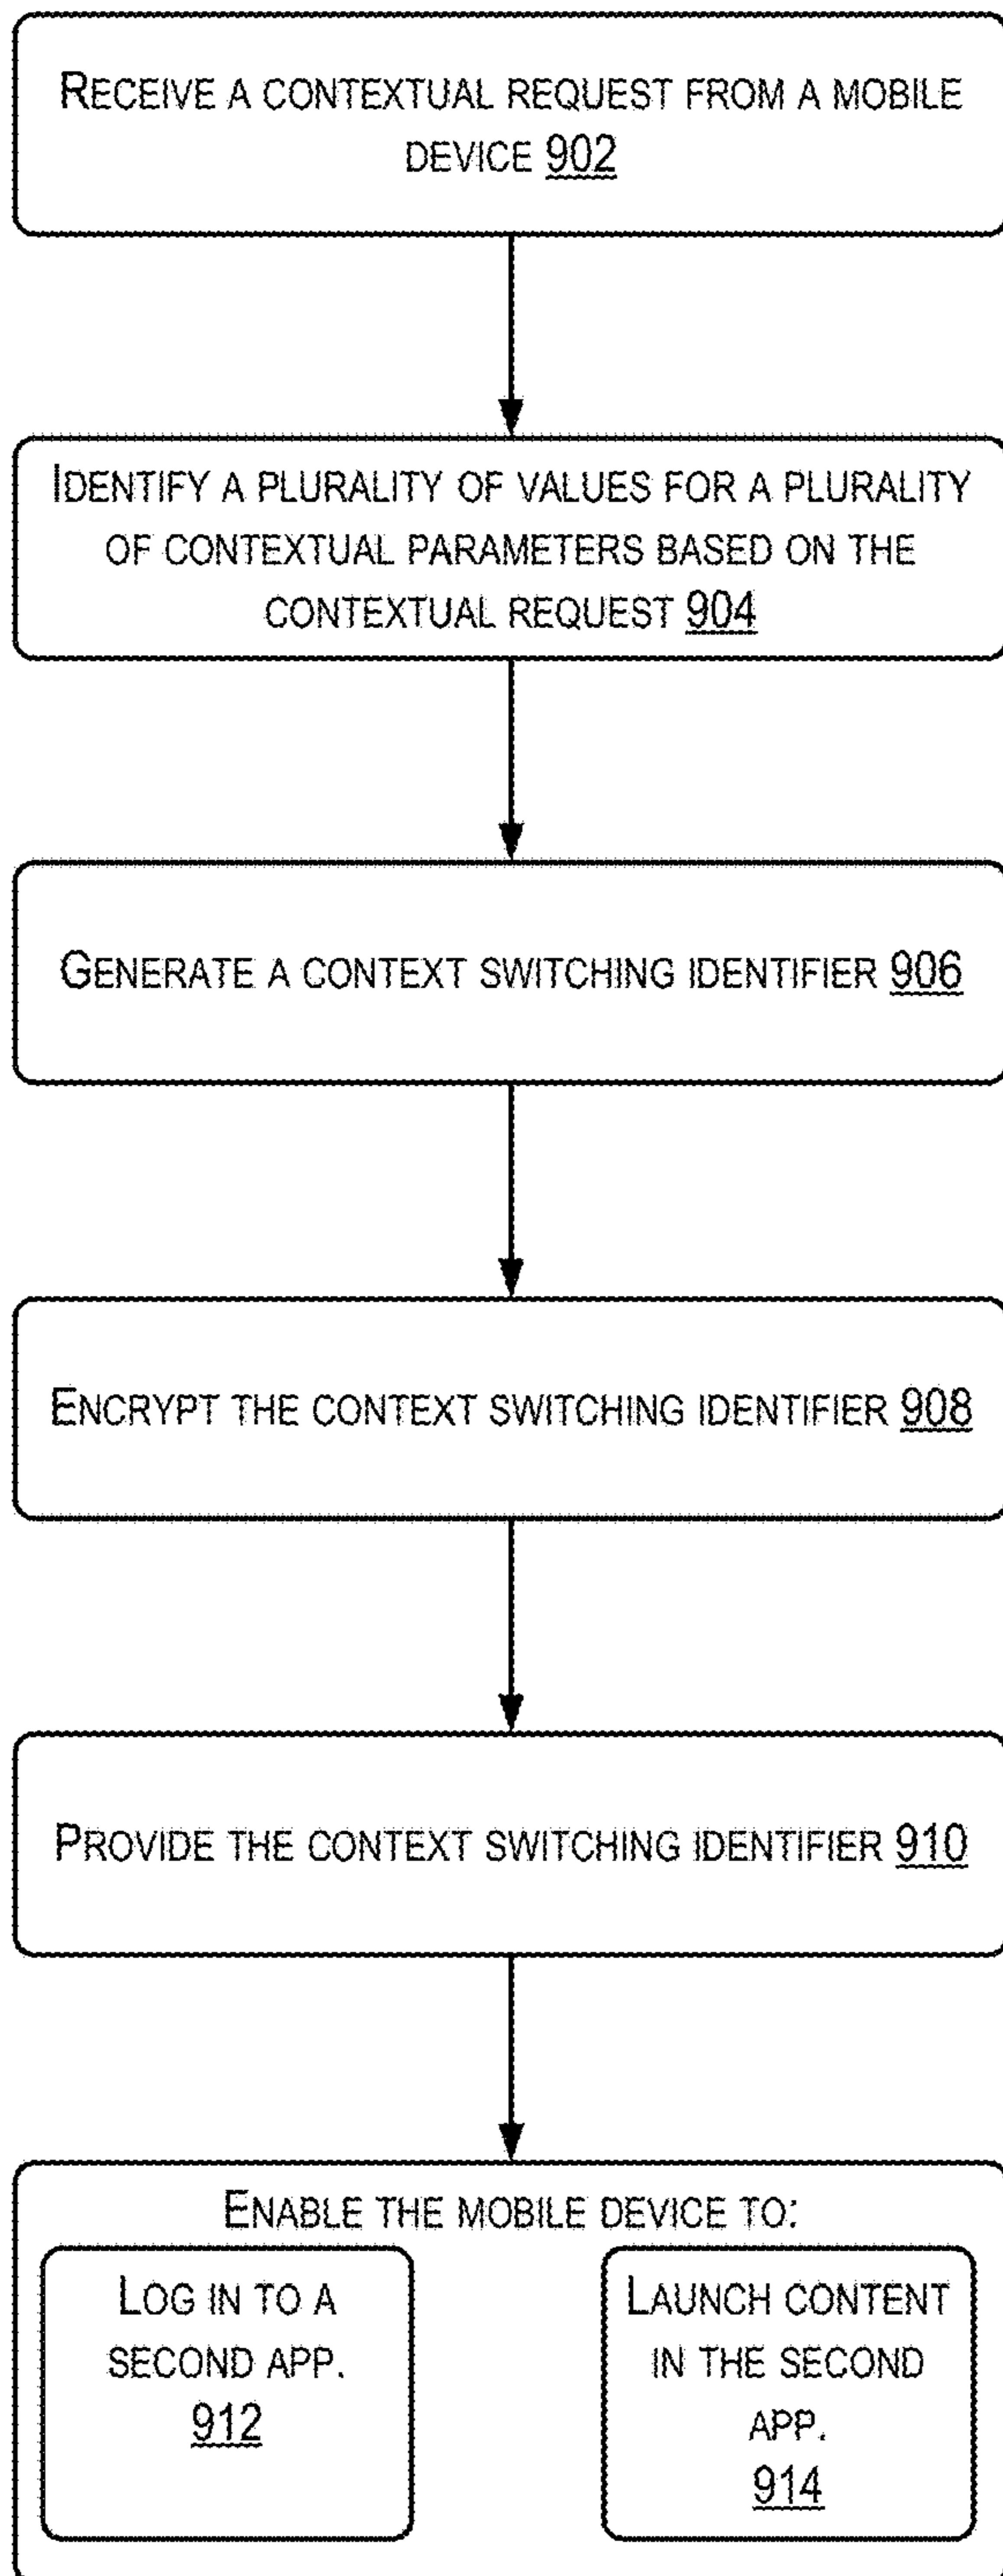 RECEIVE A CONTEXTUAL REQUEST FROM A MOBILE
DEVICE 902
IDENTIFY A PLURALITY OF VALUES FOR A PLURALITY
OF CONTEXTUAL PARAMETERS BASED ON THE
CONTEXTUAL REQUEST 904
GENERATE A CONTEXT SWITCHING IDENTIFIER 906
ENCRYPT THE CONTEXT SWITCHING IDENTIFIER 908
PROVIDE THE CONTEXT SWITCHING IDENTIFIER 910
ENABLE THE MOBILE DEVICE TO:
LOG IN TO A
SECOND APP.
912
LAUNCH CONTENT
IN THE SECOND
APP.
914